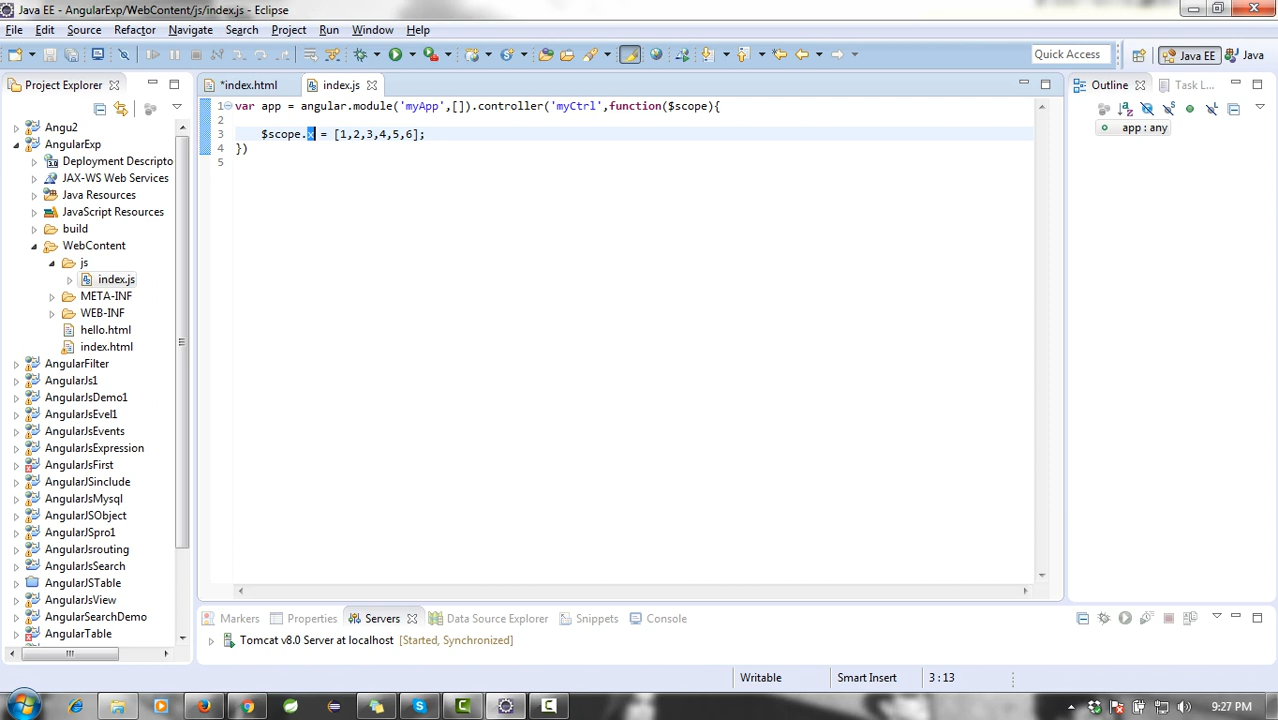 Java EE - AngularExp/WebContent/js/index.js - Eclipse
File Edit Source Refactor Navigate Search Project Run Window Help
Quick Access Java EE Java
Project Explorer
*index.html index.js
Outline Task L...
Angu2
AngularExp
Deployment Descripto
JAX-WS Web Services
Java Resources
JavaScript Resources
build
WebContent
js
index.js
META-INF
WEB-INF
hello.html
index.html
AngularFilter
AngularJs1
AngularJsDemo1
AngularJsEvel1
AngularJsEvents
AngularJsExpression
AngularJsFirst
AngularJSinclude
AngularJsMysql
AngularJSObject
AngularJSpro1
AngularJsrouting
AngularJsSearch
AngularJSTable
AngularJsView
AngularSearchDemo
AngularTable
1 var app = angular.module('myApp',[]).controller('myCtrl',function($scope){
2
3 $scope.x = [1,2,3,4,5,6];
4 })
5
app : any
Markers Properties Servers Data Source Explorer Snippets Console
Tomcat v8.0 Server at localhost [Started, Synchronized]
Writable Smart Insert 3 : 13
9:27 PM